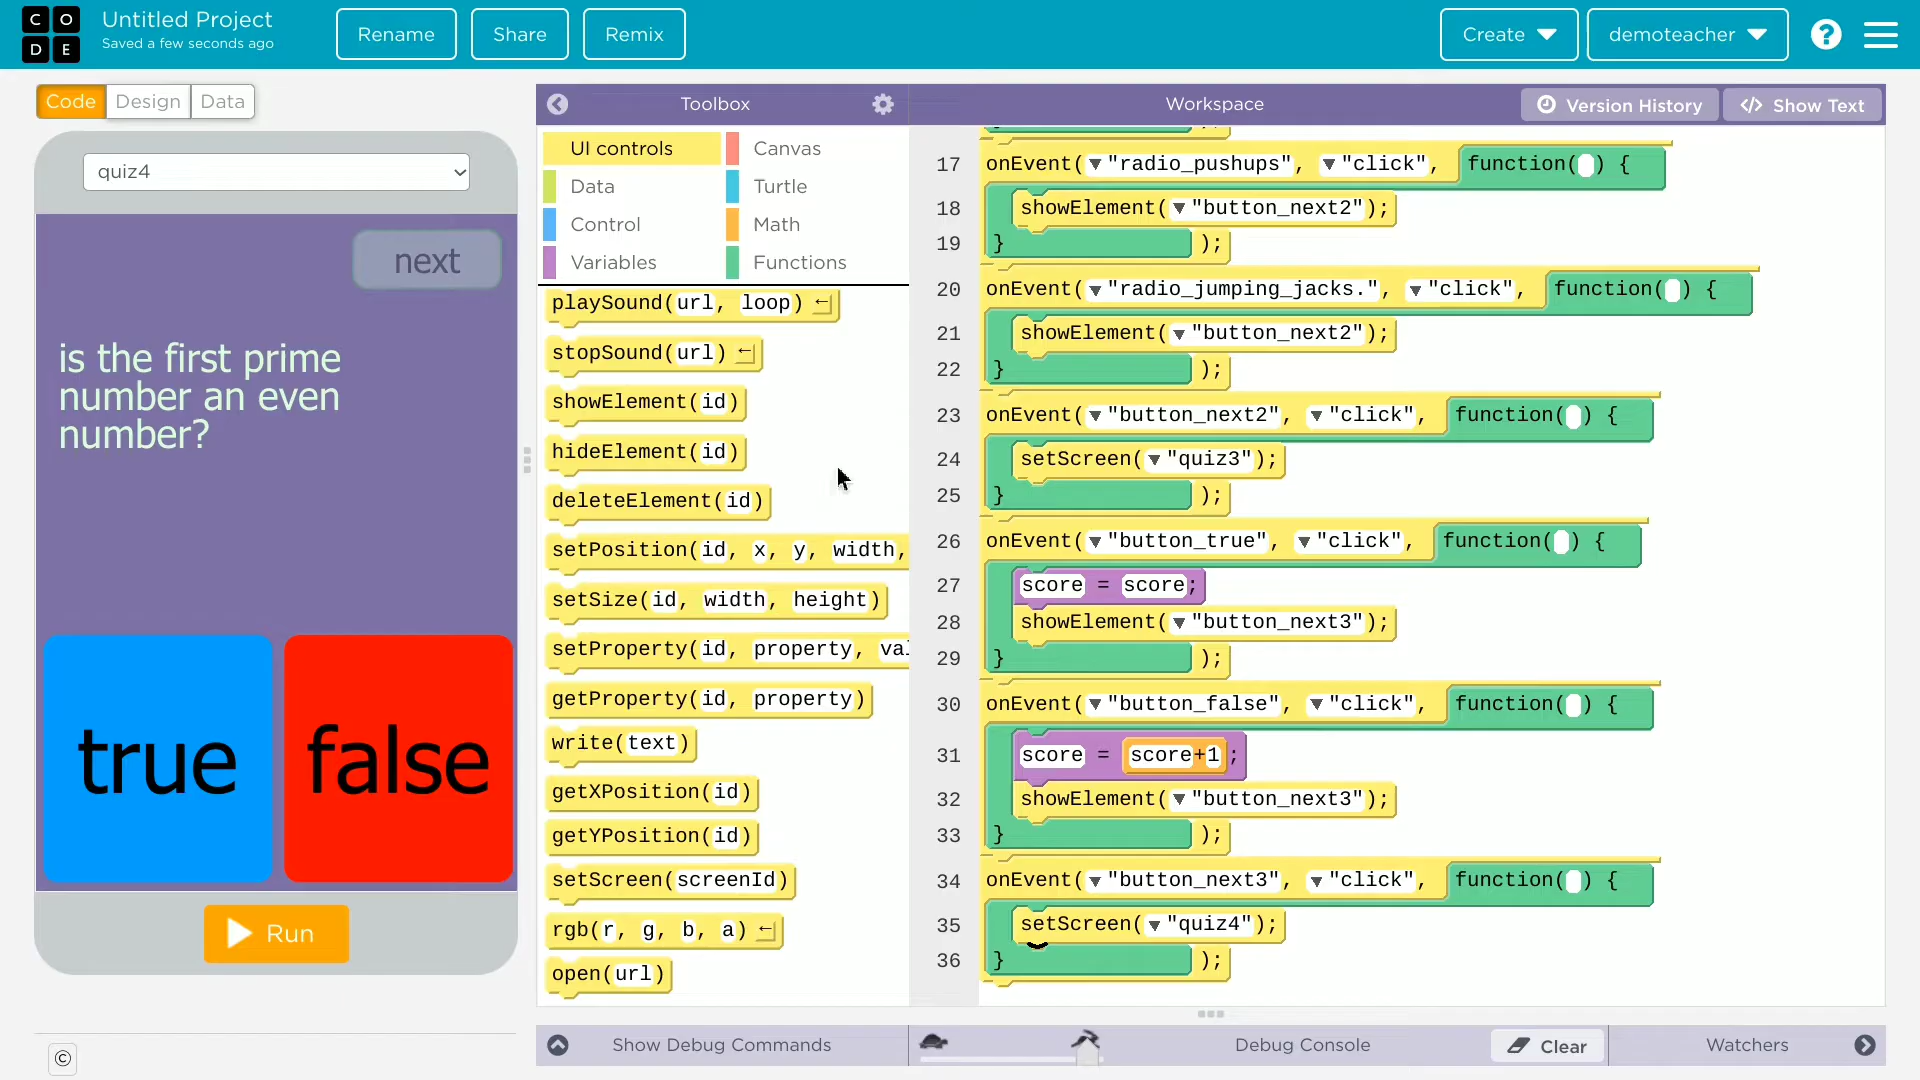 C O D E
Untitled Project
Saved a few seconds ago
Rename
Share
Remix
Create
demoteacher
?
Code
Design
Data
quiz4
next
is the first prime
number an even
number?
true
false
Run
©
Toolbox
UI controls
Canvas
Data
Turtle
Control
Math
Variables
Functions
playSound(url, loop) ←
stopSound(url) ←
showElement(id)
hideElement(id)
deleteElement(id)
setPosition(id, x, y, width,
setSize(id, width, height)
setProperty(id, property, val
getProperty(id, property)
write(text)
getXPosition(id)
getYPosition(id)
setScreen(screenId)
rgb(r, g, b, a) ←
open(url)
Workspace
Version History
</> Show Text
17 onEvent(▼"radio_pushups", ▼"click", function( ) {
18 showElement(▼"button_next2");
19 } );
20 onEvent(▼"radio_jumping_jacks.", ▼"click", function( ) {
21 showElement(▼"button_next2");
22 } );
23 onEvent(▼"button_next2", ▼"click", function( ) {
24 setScreen(▼"quiz3");
25 } );
26 onEvent(▼"button_true", ▼"click", function( ) {
27 score = score;
28 showElement(▼"button_next3");
29 } );
30 onEvent(▼"button_false", ▼"click", function( ) {
31 score = score+1;
32 showElement(▼"button_next3");
33 } );
34 onEvent(▼"button_next3", ▼"click", function( ) {
35 setScreen(▼"quiz4");
36 } );
Show Debug Commands
Debug Console
Clear
Watchers